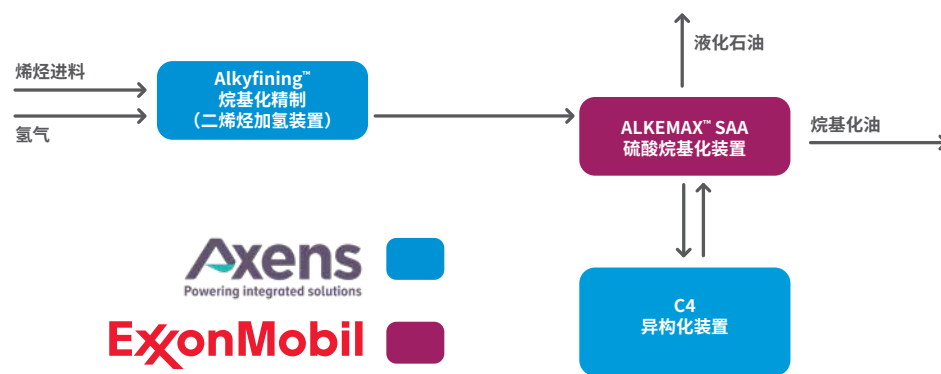 液化石油
烯烃进料
Alkyfining™
烷基化精制
（二烯烃加氢装置）
氢气
ALKEMAX™ SAA
硫酸烷基化装置
烷基化油
Axens
Powering integrated solutions
ExxonMobil
C4
异构化装置